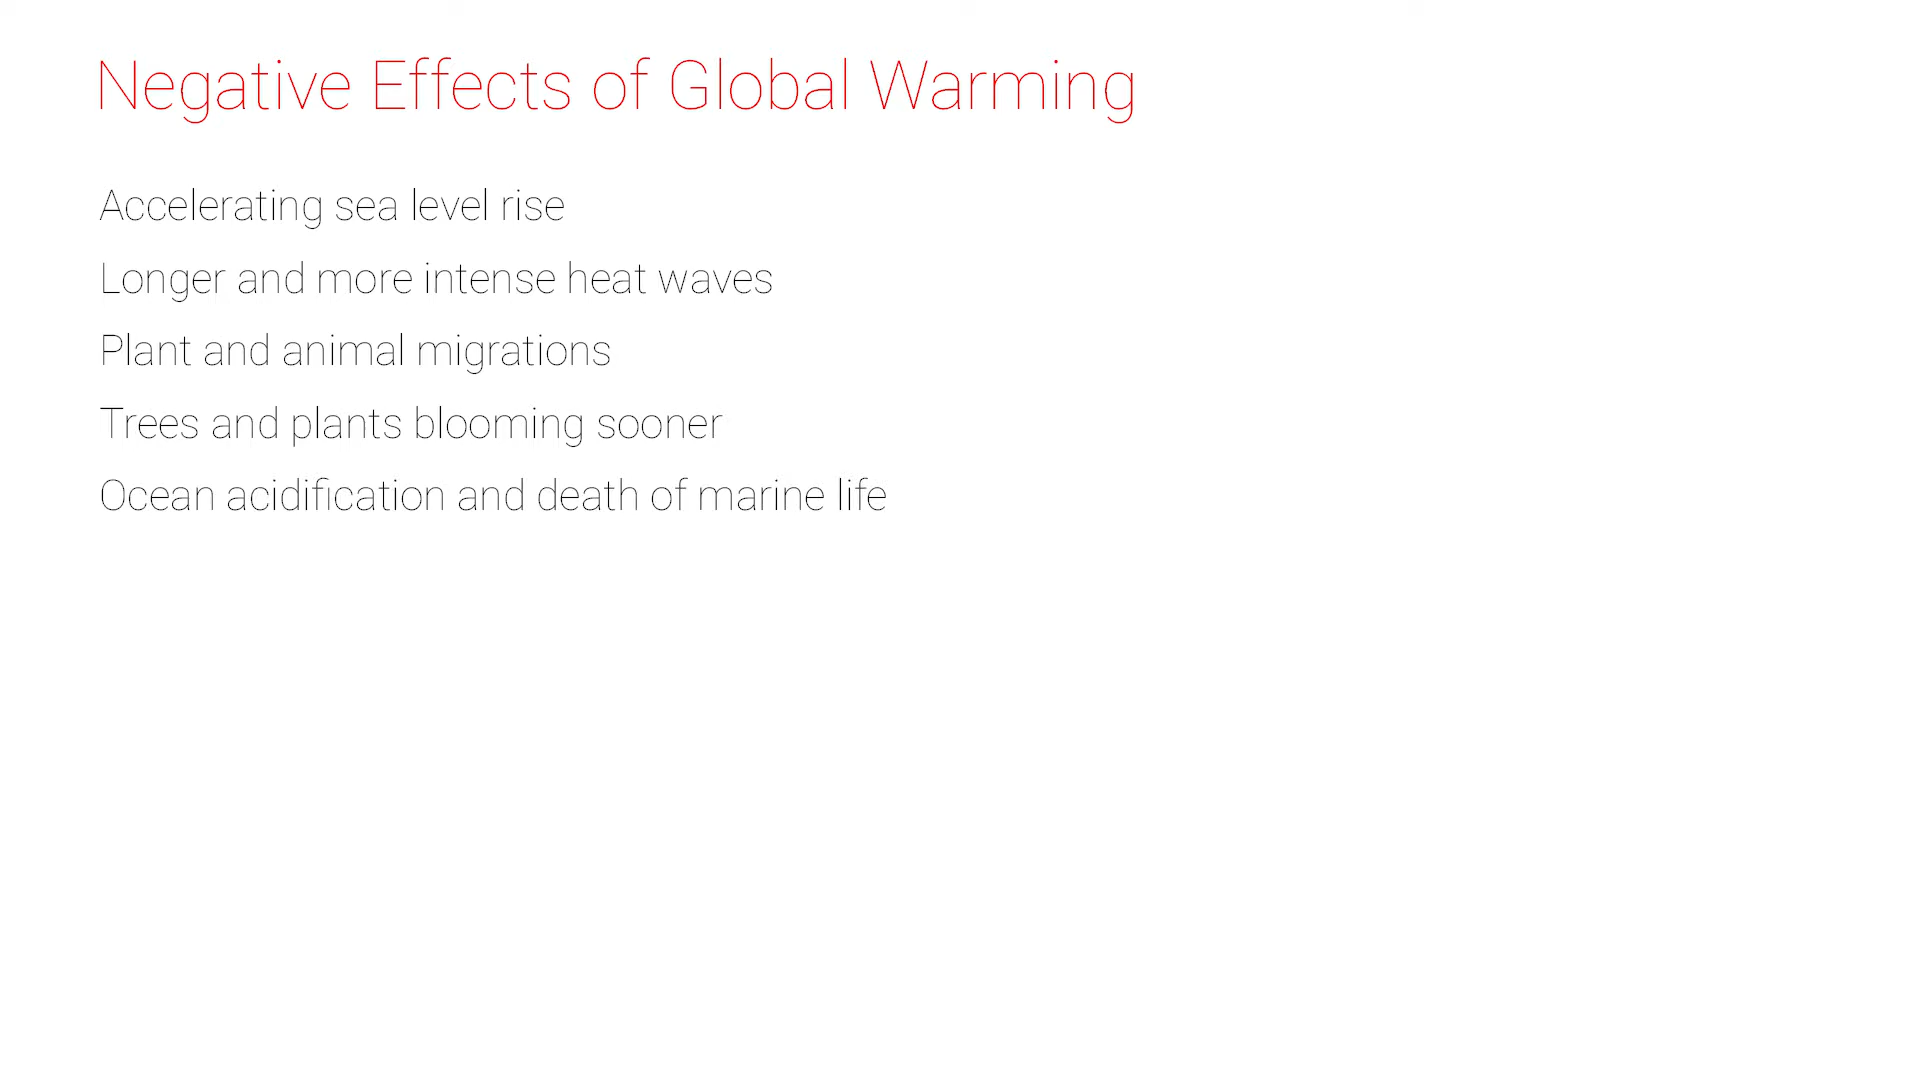 Negative Effects of Global Warming
Accelerating sea level rise
Longer and more intense heat waves
Plant and animal migrations
Trees and plants blooming sooner
Ocean acidification and death of marine life